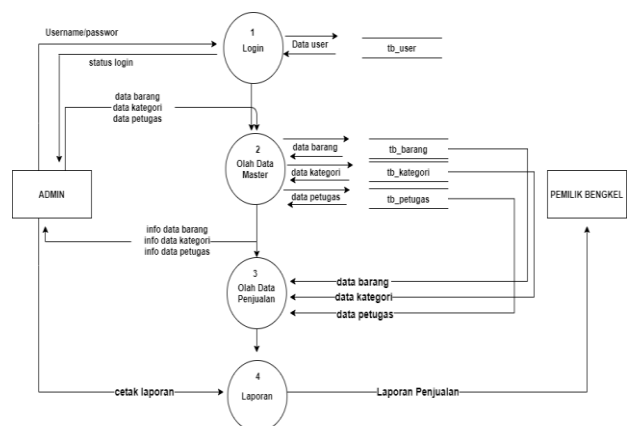 Username/passwor
1
Login
Data user
tb_user
status login
data barang
data kategori
data petugas
2
Olah Data
Master
data barang
data kategori
data petugas
tb_barang
tb_kategori
tb_petugas
ADMIN
PEMILIK BENGKEL
info data barang
info data kategori
info data petugas
3
Olah Data
Penjualan
data barang
data kategori
data petugas
4
Laporan
cetak laporan
Laporan Penjualan